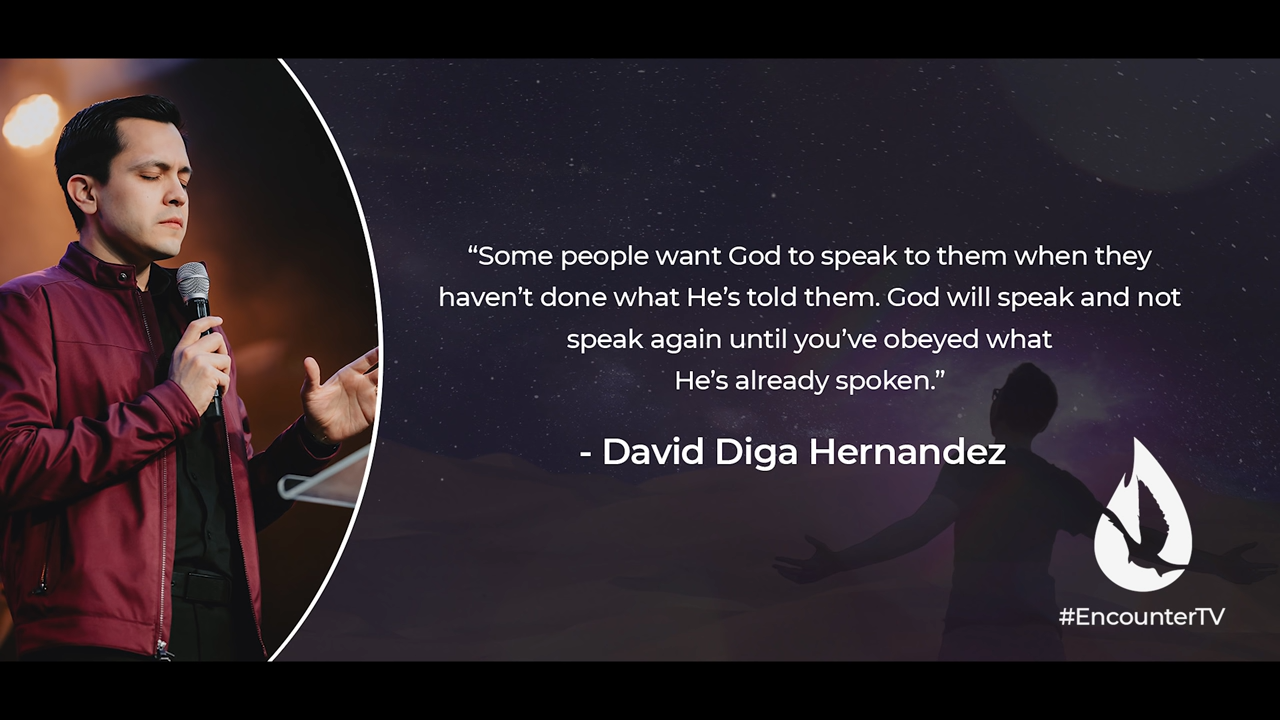 “Some people want God to speak to them when they
haven’t done what He’s told them. God will speak and not
speak again until you’ve obeyed what
He’s already spoken.”
- David Diga Hernandez
#EncounterTV